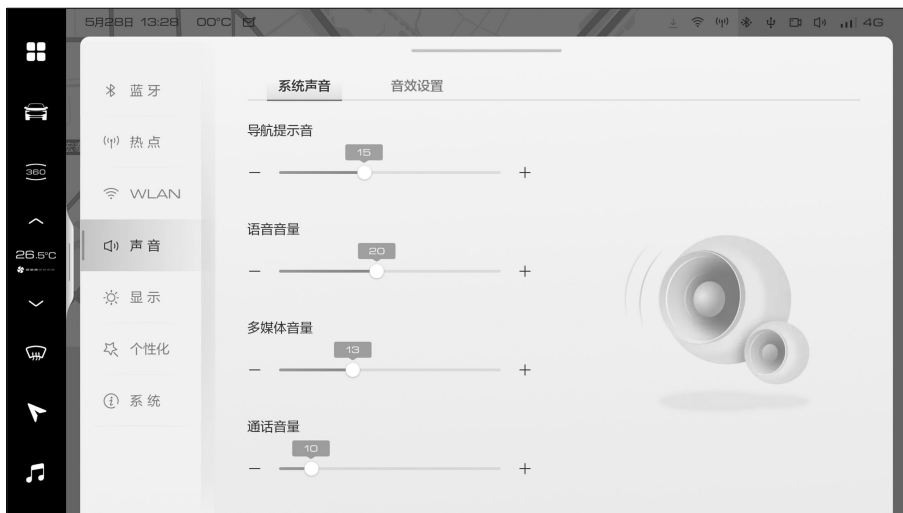 5月28日 13:28 00°C
4G
系统声音 音效设置
蓝牙
热点
WLAN
声音
显示
个性化
系统
360
26.5°C
导航提示音
15
语音音量
20
多媒体音量
13
通话音量
10